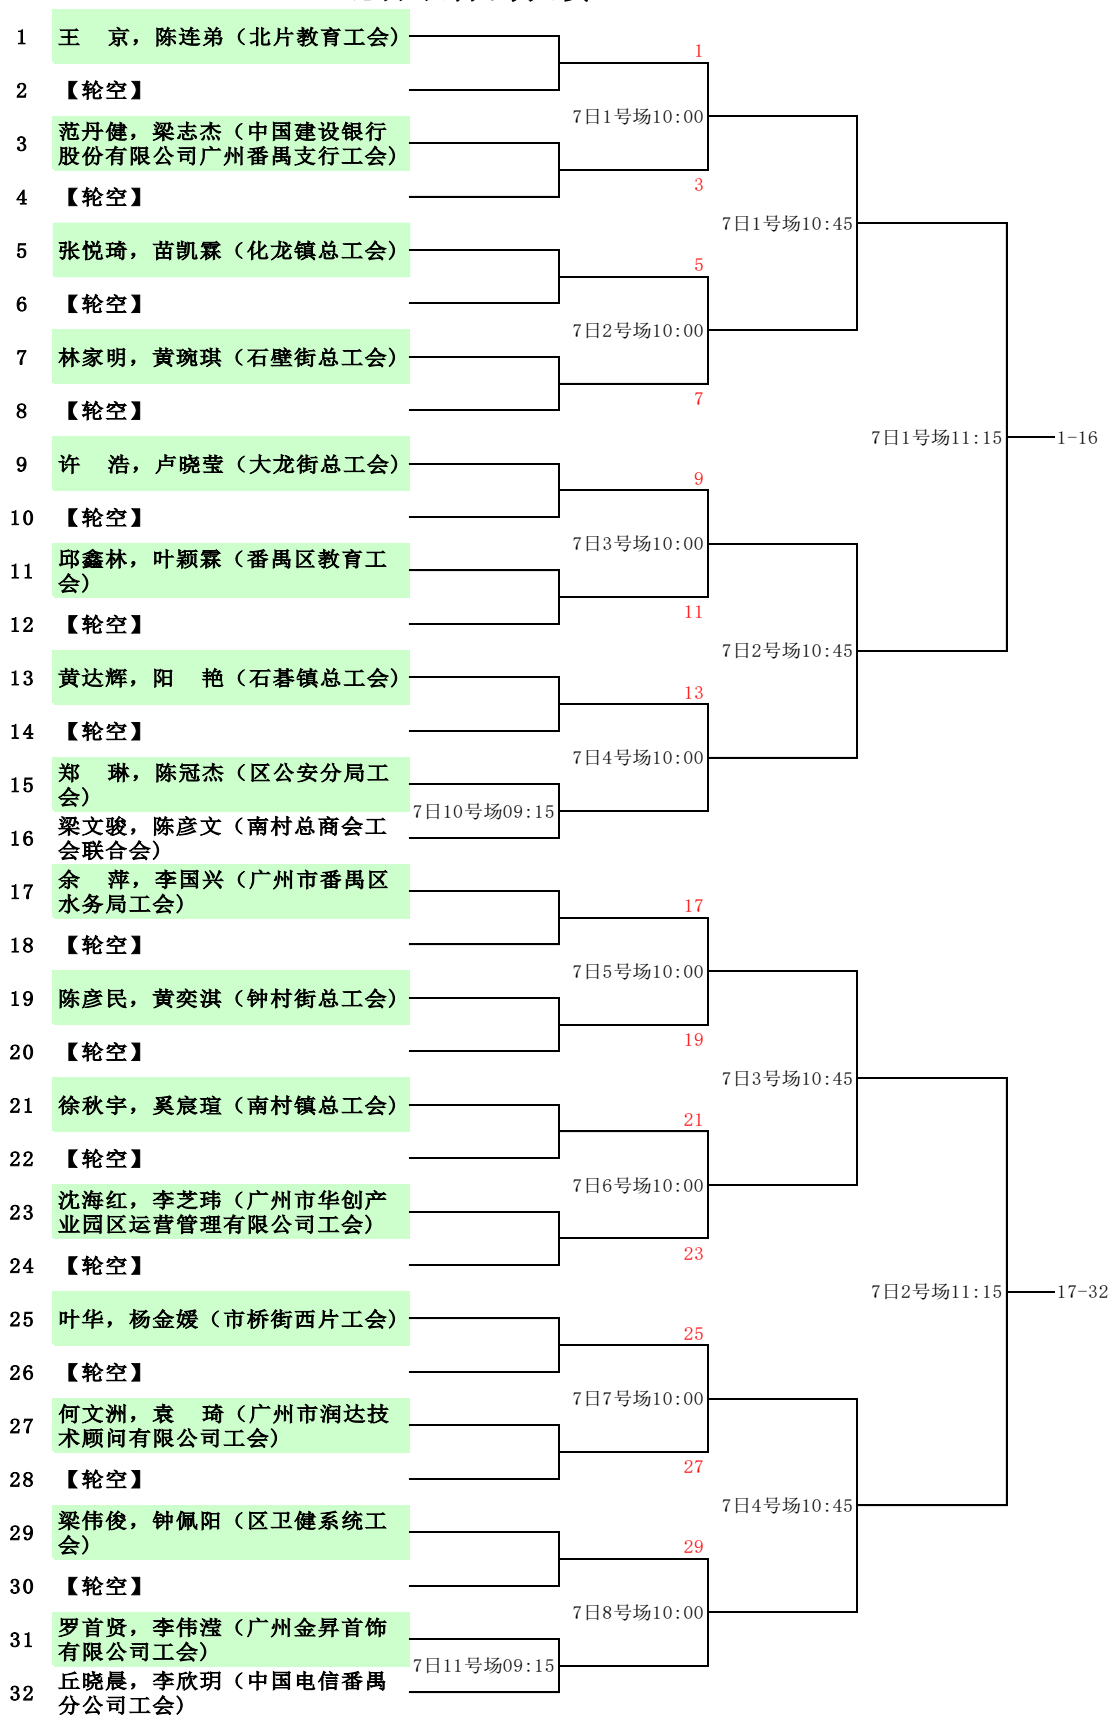 1 王 京，陈连弟（北片教育工会）
1
2 【轮空】
7日1号场10:00
3 范丹健，梁志杰（中国建设银行
股份有限公司广州番禺支行工会）
3
4 【轮空】
7日1号场10:45
5 张悦琦，苗凯霖（化龙镇总工会）
5
6 【轮空】
7日2号场10:00
7 林家明，黄琬琪（石壁街总工会）
7
8 【轮空】
7日1号场11:15
1-16
9 许 浩，卢晓莹（大龙街总工会）
9
10 【轮空】
7日3号场10:00
11 邱鑫林，叶颖霖（番禺区教育工
会）
11
12 【轮空】
7日2号场10:45
13 黄达辉，阳 艳（石碁镇总工会）
13
14 【轮空】
7日4号场10:00
15 郑 琳，陈冠杰（区公安分局工
会）
7日10号场09:15
16 梁文骏，陈彦文（南村总商会工
会联合会）
17 余 萍，李国兴（广州市番禺区
水务局工会）
17
18 【轮空】
7日5号场10:00
19 陈彦民，黄奕淇（钟村街总工会）
19
20 【轮空】
7日3号场10:45
21 徐秋宇，奚宸瑄（南村镇总工会）
21
22 【轮空】
7日6号场10:00
23 沈海红，李芝玮（广州市华创产
业园区运营管理有限公司工会）
23
24 【轮空】
7日2号场11:15
17-32
25 叶华，杨金媛（市桥街西片工会）
25
26 【轮空】
7日7号场10:00
27 何文洲，袁 琦（广州市润达技
术顾问有限公司工会）
27
28 【轮空】
7日4号场10:45
29 梁伟俊，钟佩阳（区卫健系统工
会）
29
30 【轮空】
7日8号场10:00
31 罗首贤，李伟滢（广州金昇首饰
有限公司工会）
7日11号场09:15
32 丘晓晨，李欣玥（中国电信番禺
分公司工会）